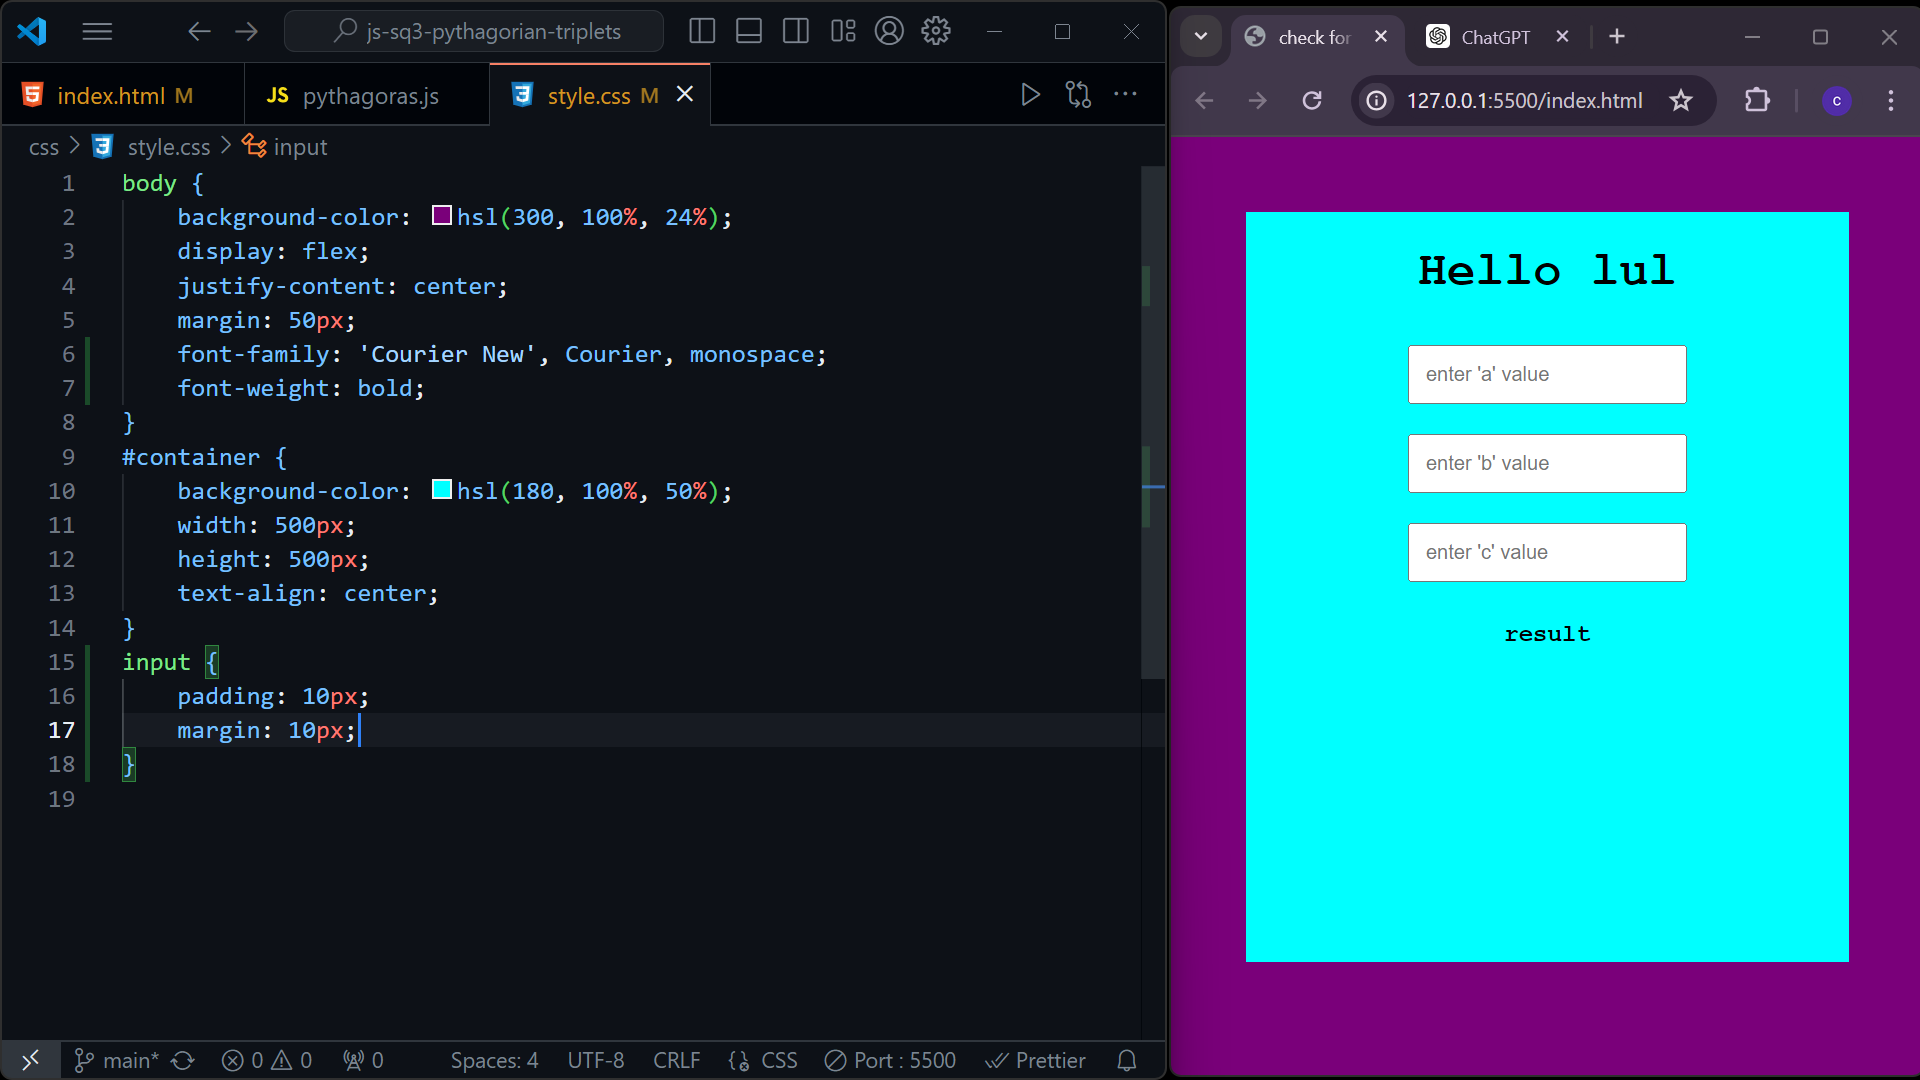 js-sq3-pythagorian-triplets
index.html M
JS pythagoras.js
style.css M
css > style.css > input
1 body {
2 background-color: hsl(300, 100%, 24%);
3 display: flex;
4 justify-content: center;
5 margin: 50px;
6 font-family: 'Courier New', Courier, monospace;
7 font-weight: bold;
8 }
9 #container {
10 background-color: hsl(180, 100%, 50%);
11 width: 500px;
12 height: 500px;
13 text-align: center;
14 }
15 input {
16 padding: 10px;
17 margin: 10px;
18 }
19
main* 0 0 0 Spaces: 4 UTF-8 CRLF CSS Port : 5500 Prettier
check for
ChatGPT
127.0.0.1:5500/index.html
c
Hello lul
enter 'a' value
enter 'b' value
enter 'c' value
result